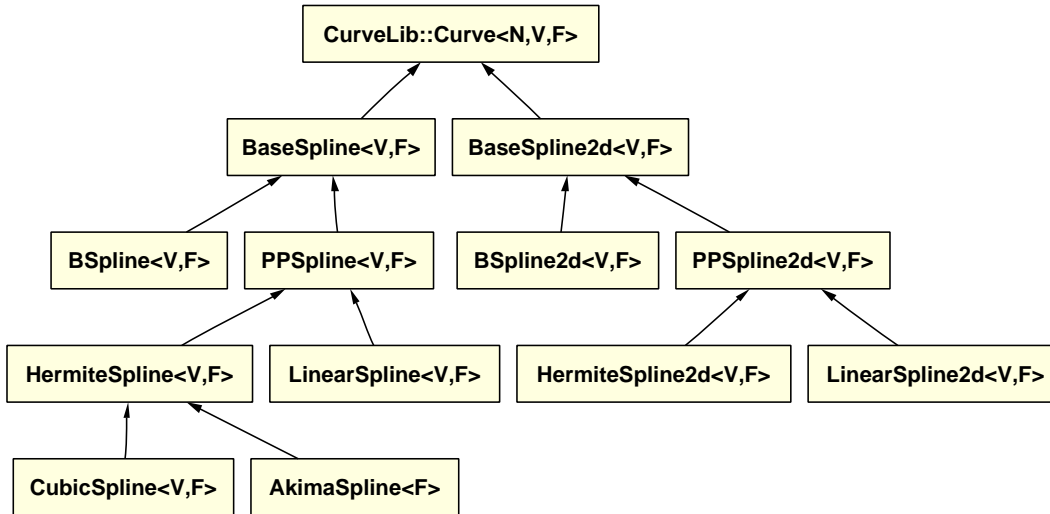 CurveLib::Curve<N,V,F>
BaseSpline<V,F>
BaseSpline2d<V,F>
BSpline<V,F>
PPSpline<V,F>
BSpline2d<V,F>
PPSpline2d<V,F>
HermiteSpline<V,F>
LinearSpline<V,F>
HermiteSpline2d<V,F>
LinearSpline2d<V,F>
CubicSpline<V,F>
AkimaSpline<F>